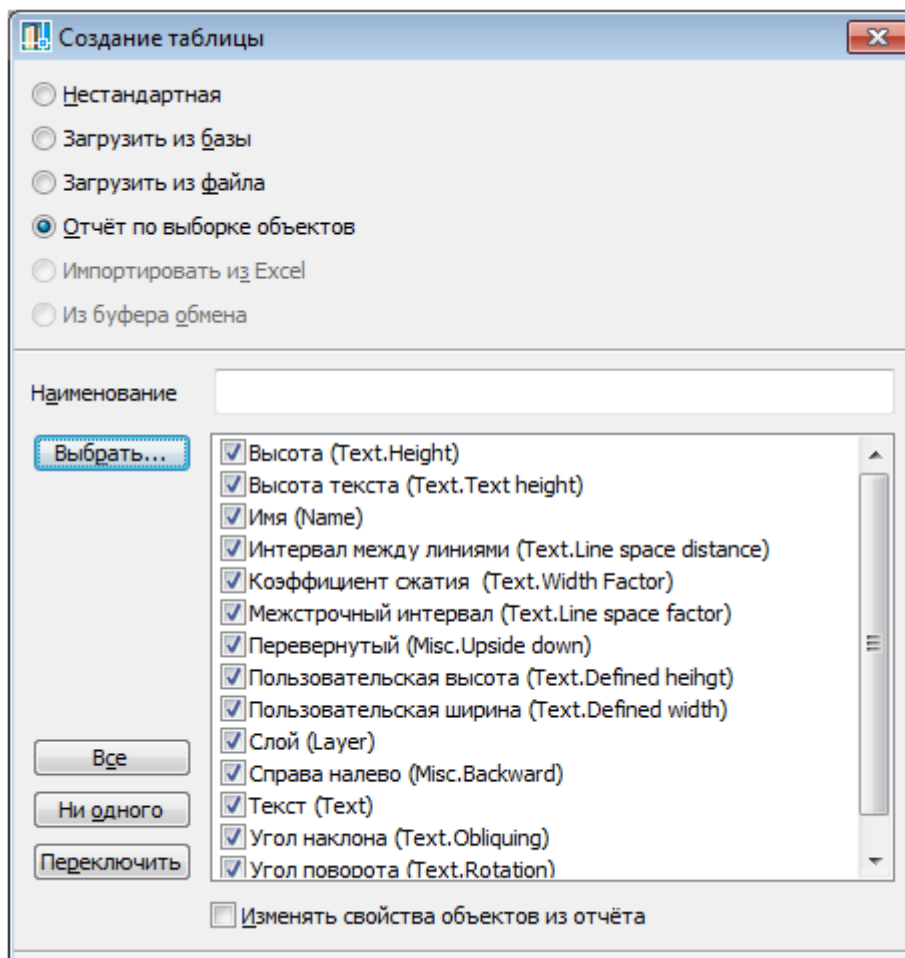 Создание таблицы
Нестандартная
Загрузить из базы
Загрузить из файла
Отчёт по выборке объектов
Импортировать из Excel
Из буфера обмена
Наименование
Выбрать...
Высота (Text.Height)
Высота текста (Text.Text height)
Имя (Name)
Интервал между линиями (Text.Line space distance)
Коэффициент сжатия (Text.Width Factor)
Межстрочный интервал (Text.Line space factor)
Перевернутый (Misc.Upside down)
Пользовательская высота (Text.Defined heihgt)
Пользовательская ширина (Text.Defined width)
Слой (Layer)
Справа налево (Misc.Backward)
Текст (Text)
Угол наклона (Text.Obliquing)
Угол поворота (Text.Rotation)
Все
Ни одного
Переключить
Изменять свойства объектов из отчёта